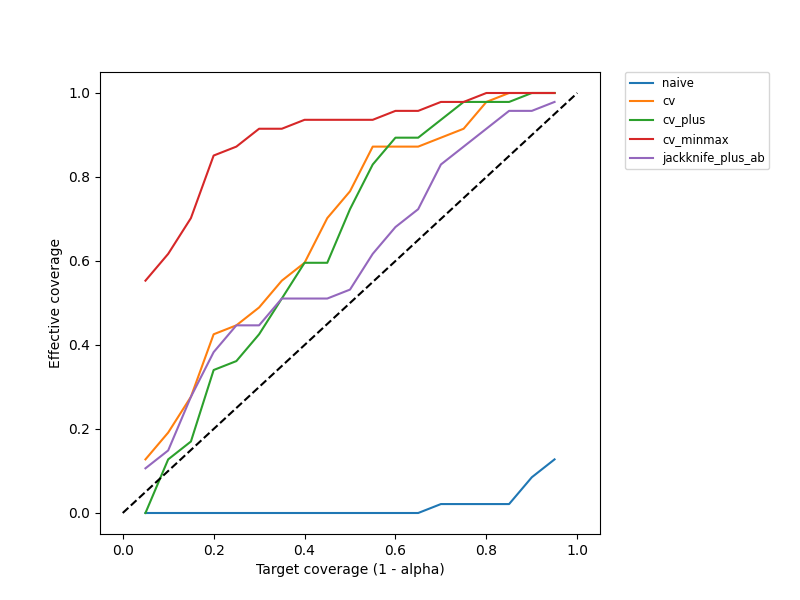 1.0
0.8
0.6
0.4
0.2
0.0
Effective coverage
0.0 0.2 0.4 0.6 0.8 1.0
Target coverage (1 - alpha)
naive
cv
cv_plus
cv_minmax
jackknife_plus_ab